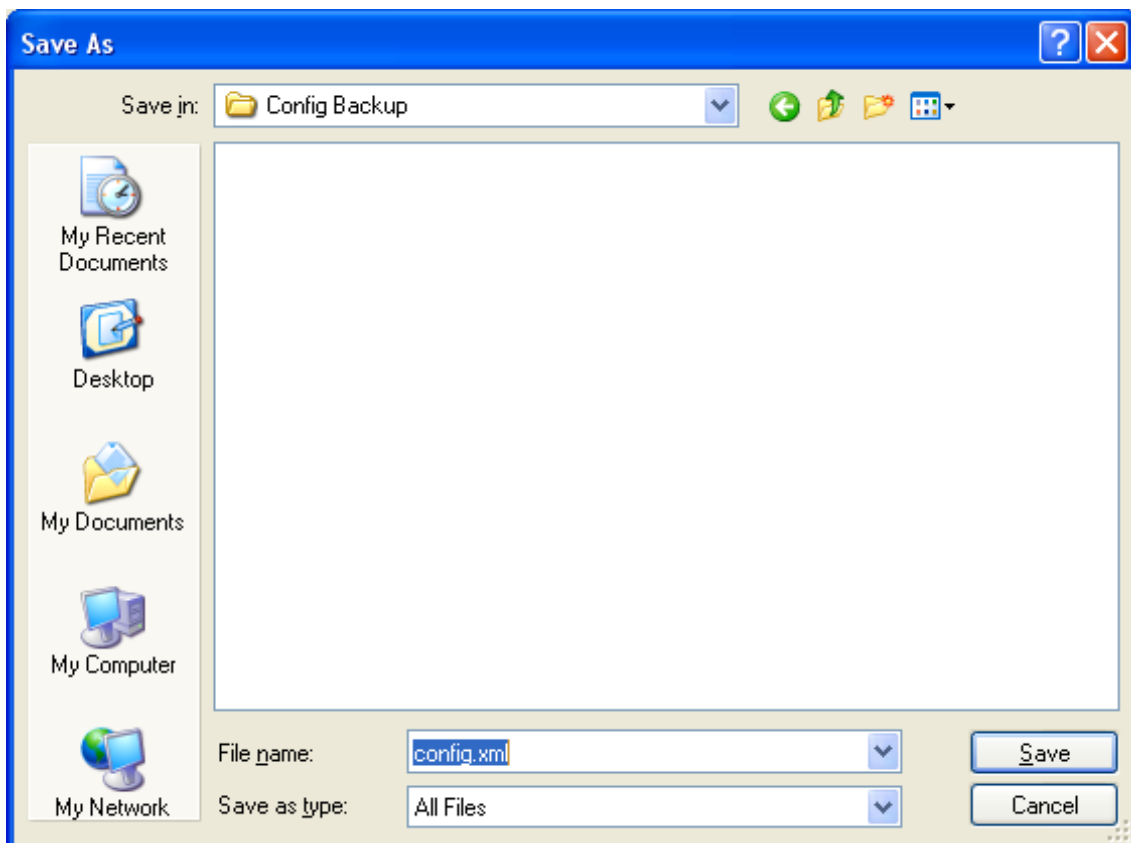 Save As
Save in: Config Backup
My Recent
Documents
Desktop
My Documents
My Computer
My Network
File name: config.xml Save
Save as type: All Files Cancel